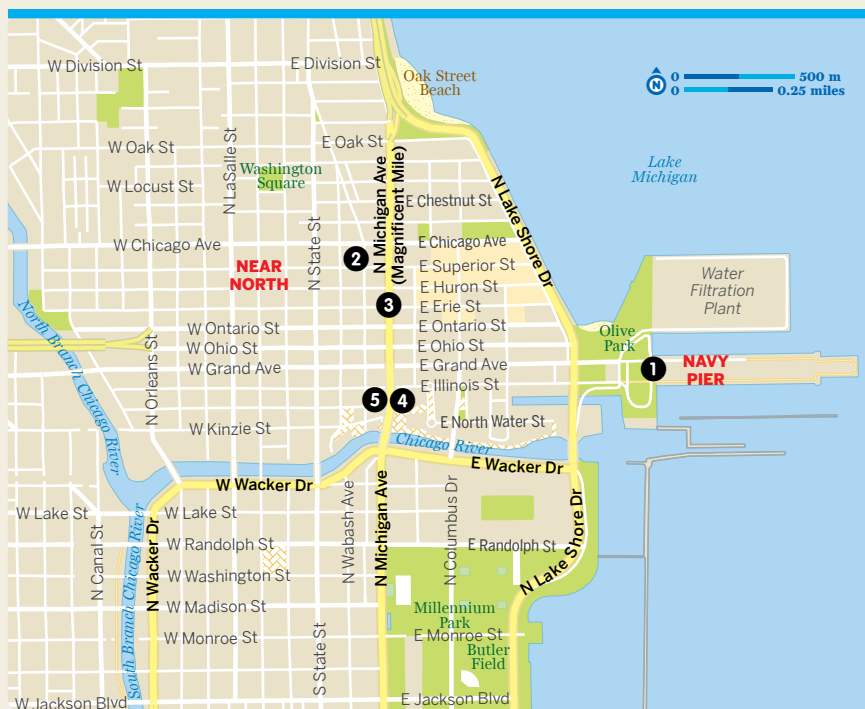 W Division St
E Division St
Oak Street
Beach
0
500 m
N
0
0.25 miles
W Oak St
E Oak St
N LaSalle St
Washington
Square
N Michigan Ave
(Magnificent Mile)
Lake
Michigan
W Locust St
E Chestnut St
N Lake Shore Dr
N State St
W Chicago Ave
E Chicago Ave
2
NEAR
NORTH
E Superior St
Water
Filtration
Plant
E Huron St
3
E Erie St
North Branch Chicago River
W Ontario St
E Ontario St
Olive
Park
W Ohio St
E Ohio St
N Orleans St
W Grand Ave
E Grand Ave
1
NAVY
PIER
E Illinois St
5
4
W Kinzie St
E North Water St
Chicago River
E Wacker Dr
W Wacker Dr
W Lake St
W Lake St
N Canal St
N Wacker Dr
South Branch Chicago River
N Wabash Ave
N Michigan Ave
N Columbus Dr
N Lake Shore Dr
W Randolph St
E Randolph St
W Washington St
W Madison St
Millennium
Park
W Monroe St
E Monroe St
S State St
Butler
Field
W Jackson Blvd
E Jackson Blvd